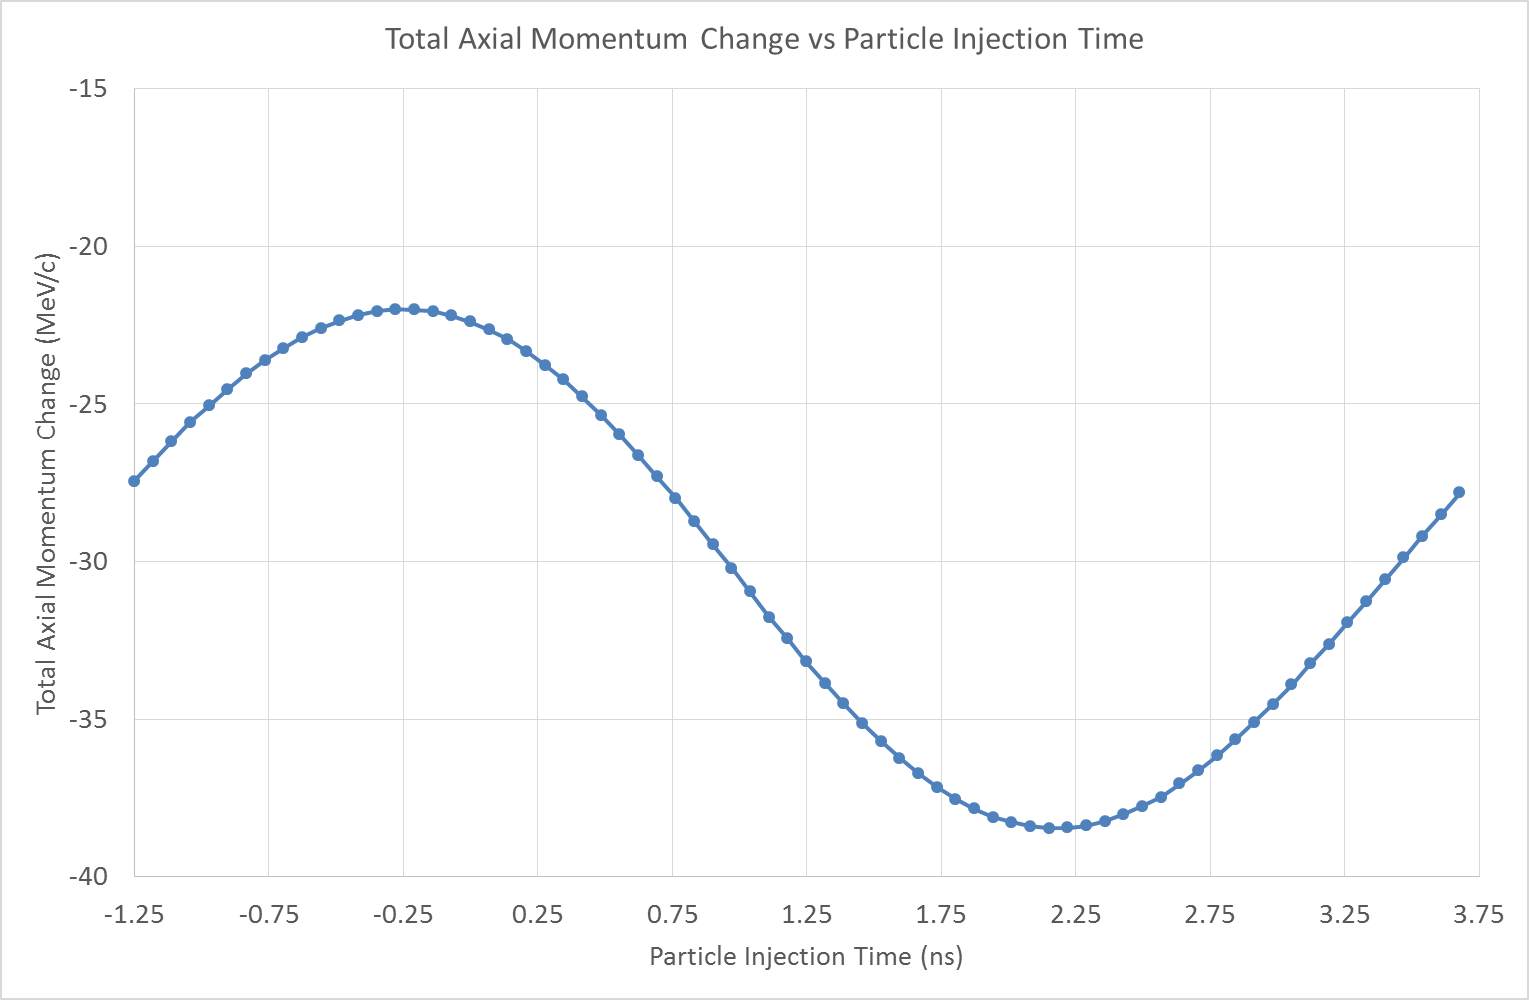 Total Axial Momentum Change vs Particle Injection Time
-15
-20
-25
-30
-35
-40
Total Axial Momentum Change (MeV/c)
-1.25 -0.75 -0.25 0.25 0.75 1.25 1.75 2.25 2.75 3.25 3.75
Particle Injection Time (ns)